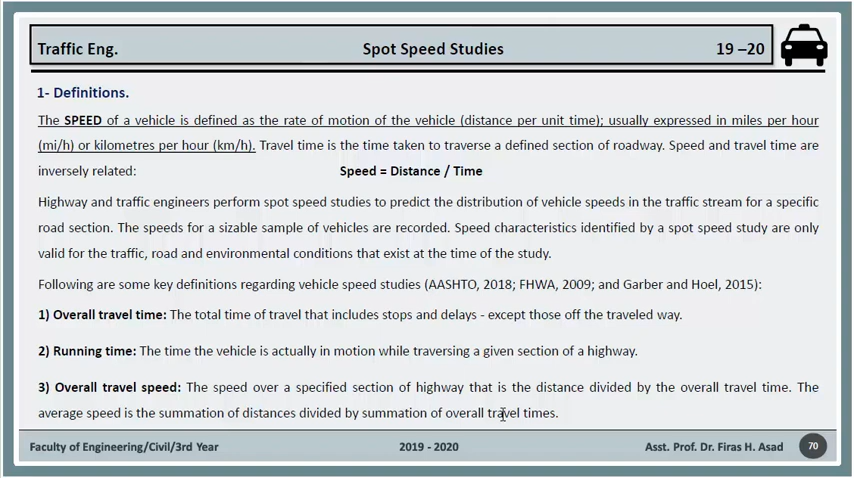 Traffic Eng. Spot Speed Studies 19 –20
1- Definitions.
The SPEED of a vehicle is defined as the rate of motion of the vehicle (distance per unit time); usually expressed in miles per hour
(mi/h) or kilometres per hour (km/h). Travel time is the time taken to traverse a defined section of roadway. Speed and travel time are
inversely related: Speed = Distance / Time
Highway and traffic engineers perform spot speed studies to predict the distribution of vehicle speeds in the traffic stream for a specific
road section. The speeds for a sizable sample of vehicles are recorded. Speed characteristics identified by a spot speed study are only
valid for the traffic, road and environmental conditions that exist at the time of the study.
Following are some key definitions regarding vehicle speed studies (AASHTO, 2018; FHWA, 2009; and Garber and Hoel, 2015):
1) Overall travel time: The total time of travel that includes stops and delays - except those off the traveled way.
2) Running time: The time the vehicle is actually in motion while traversing a given section of a highway.
3) Overall travel speed: The speed over a specified section of highway that is the distance divided by the overall travel time. The
average speed is the summation of distances divided by summation of overall travel times.
Faculty of Engineering/Civil/3rd Year 2019 - 2020 Asst. Prof. Dr. Firas H. Asad 70